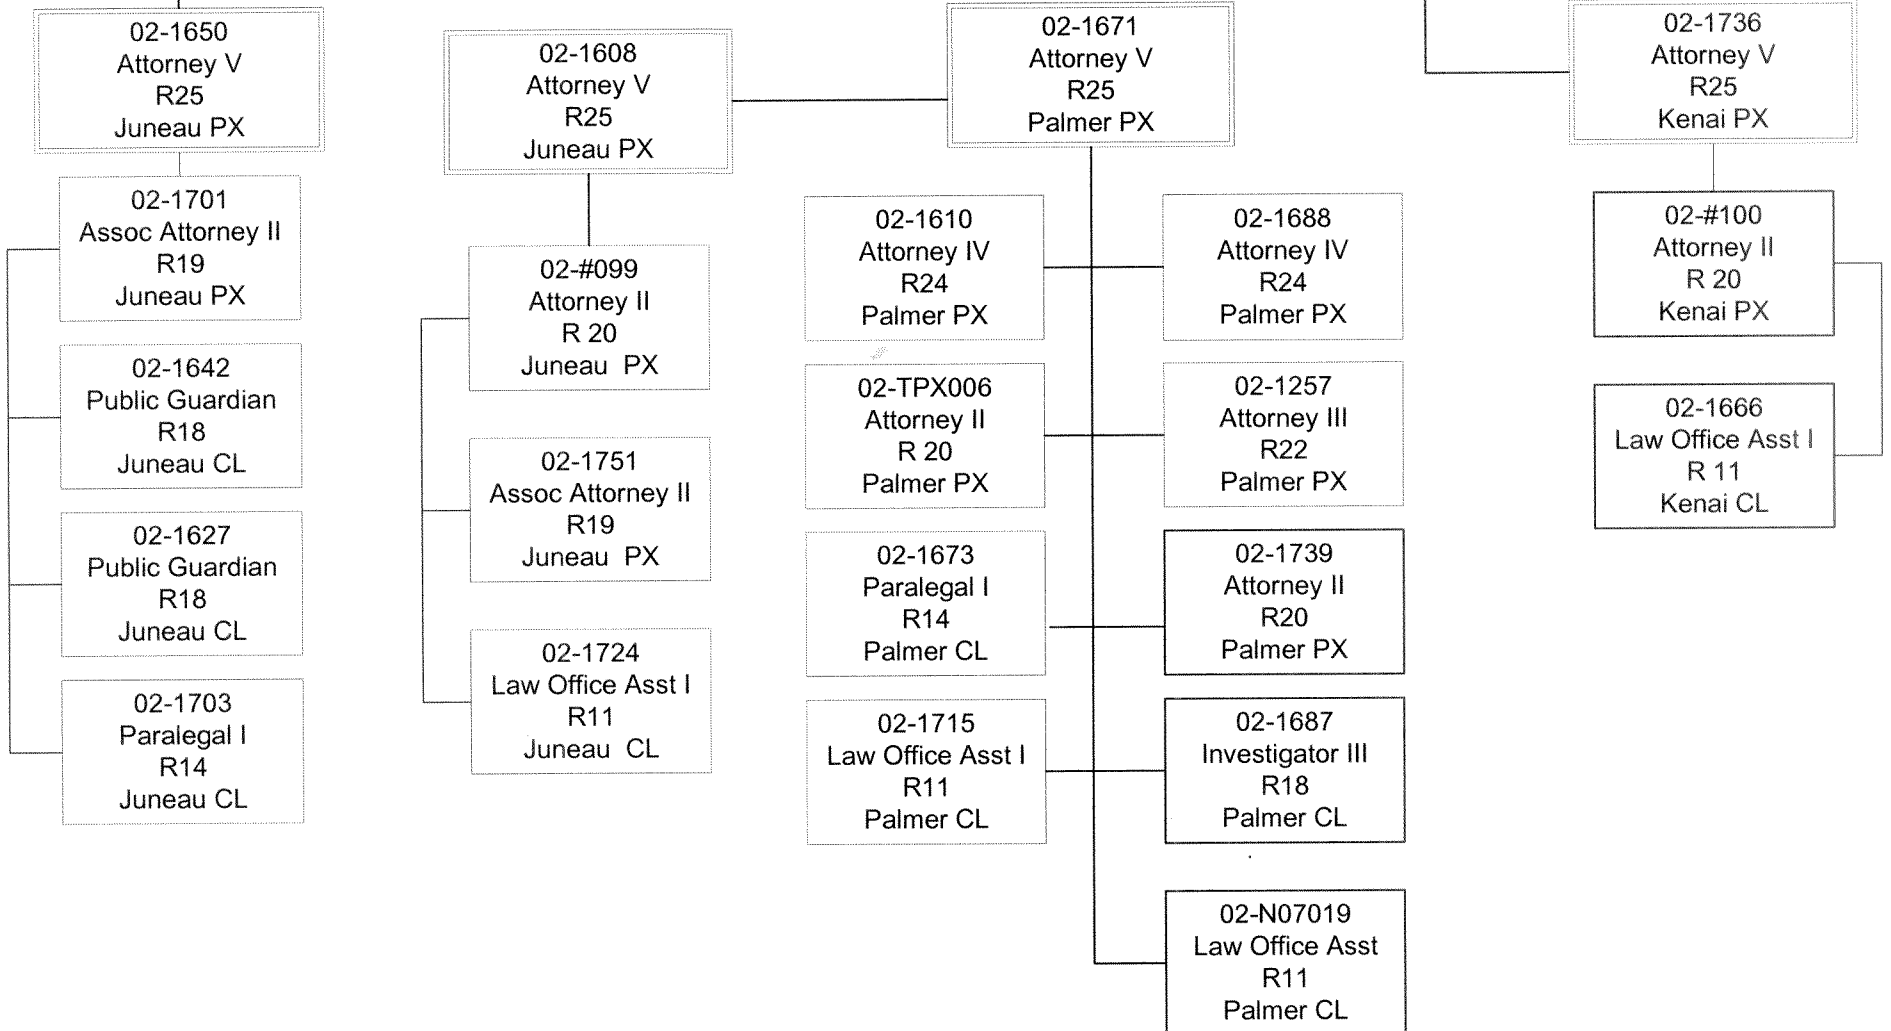 02-1650
Attorney V
R25
Juneau PX
02-1701
Assoc Attorney II
R19
Juneau PX
02-1642
Public Guardian
R18
Juneau CL
02-1627
Public Guardian
R18
Juneau CL
02-1703
Paralegal I
R14
Juneau CL
02-1608
Attorney V
R25
Juneau PX
02-#099
Attorney II
R 20
Juneau PX
02-1751
Assoc Attorney II
R19
Juneau PX
02-1724
Law Office Asst I
R11
Juneau CL
02-1671
Attorney V
R25
Palmer PX
02-1610
Attorney IV
R24
Palmer PX
02-1688
Attorney IV
R24
Palmer PX
02-TPX006
Attorney II
R 20
Palmer PX
02-1257
Attorney III
R22
Palmer PX
02-1673
Paralegal I
R14
Palmer CL
02-1739
Attorney II
R20
Palmer PX
02-1715
Law Office Asst I
R11
Palmer CL
02-1687
Investigator III
R18
Palmer CL
02-N07019
Law Office Asst
R11
Palmer CL
02-1736
Attorney V
R25
Kenai PX
02-#100
Attorney II
R 20
Kenai PX
02-1666
Law Office Asst I
R 11
Kenai CL